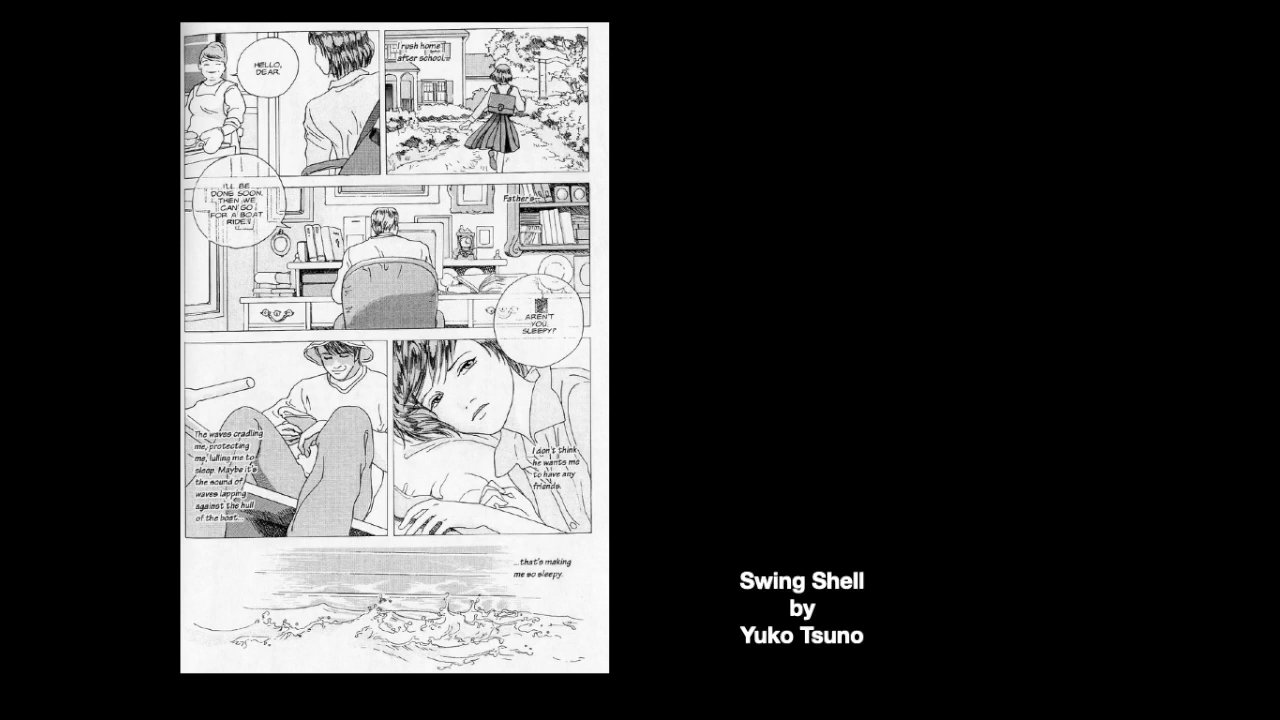 HELLO,
DEAR.
I rush home
after school...
I'LL BE
DONE SOON.
THEN WE
CAN GO
FOR A BOAT
RIDE.
Father's—
AREN'T
YOU
SLEEPY?
The waves cradling
me, protecting
me, lulling me to
sleep. Maybe it's
the sound of
waves lapping
against the hull
of the boat...
I don't think
he wants me
to have any
friends.
...that's making
me so sleepy.
Swing Shell
by
Yuko Tsuno